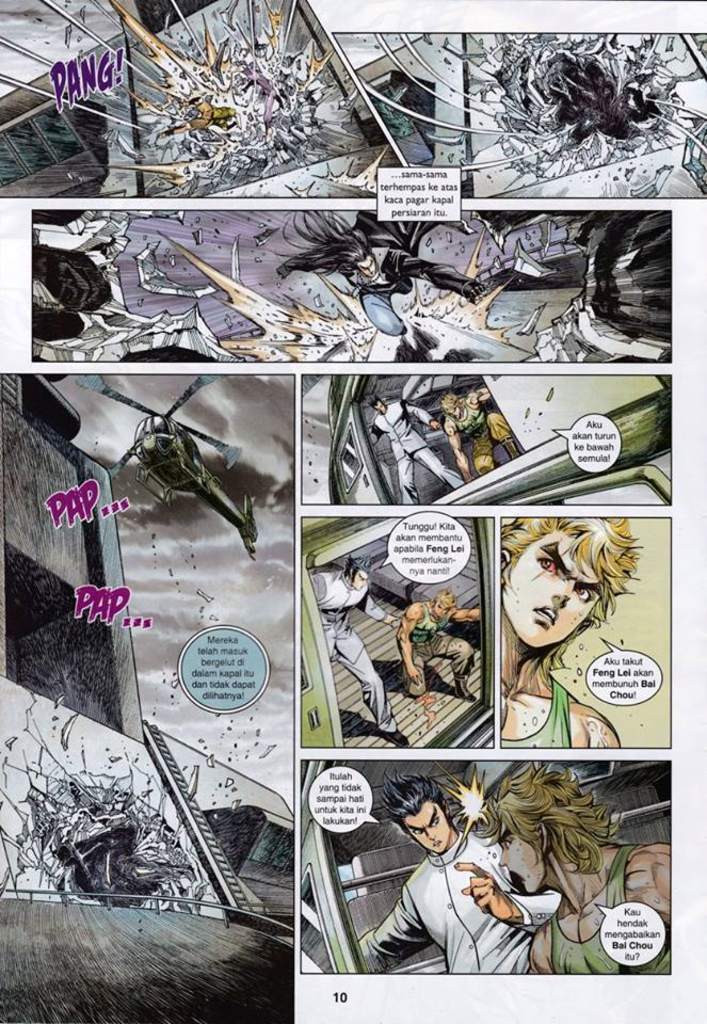 PANG!
...sama-sama
terhempas ke atas
kaca pagar kapal
persiaran itu.
PAP...
PAP...
Mereka
telah masuk
bergelut di
dalam kapal itu
dan tidak dapat
dilihatnya!
Aku
akan turun
ke bawah
semula!
Tunggu! Kita
akan membantu
apabila Feng Lei
memerlukan-
nya nanti!
Aku takut
Feng Lei akan
membunuh Bai
Chou!
Itulah
yang tidak
sampai hati
untuk kita ini
lakukan!
Kau
hendak
mengabaikan
Bai Chou
itu?
10